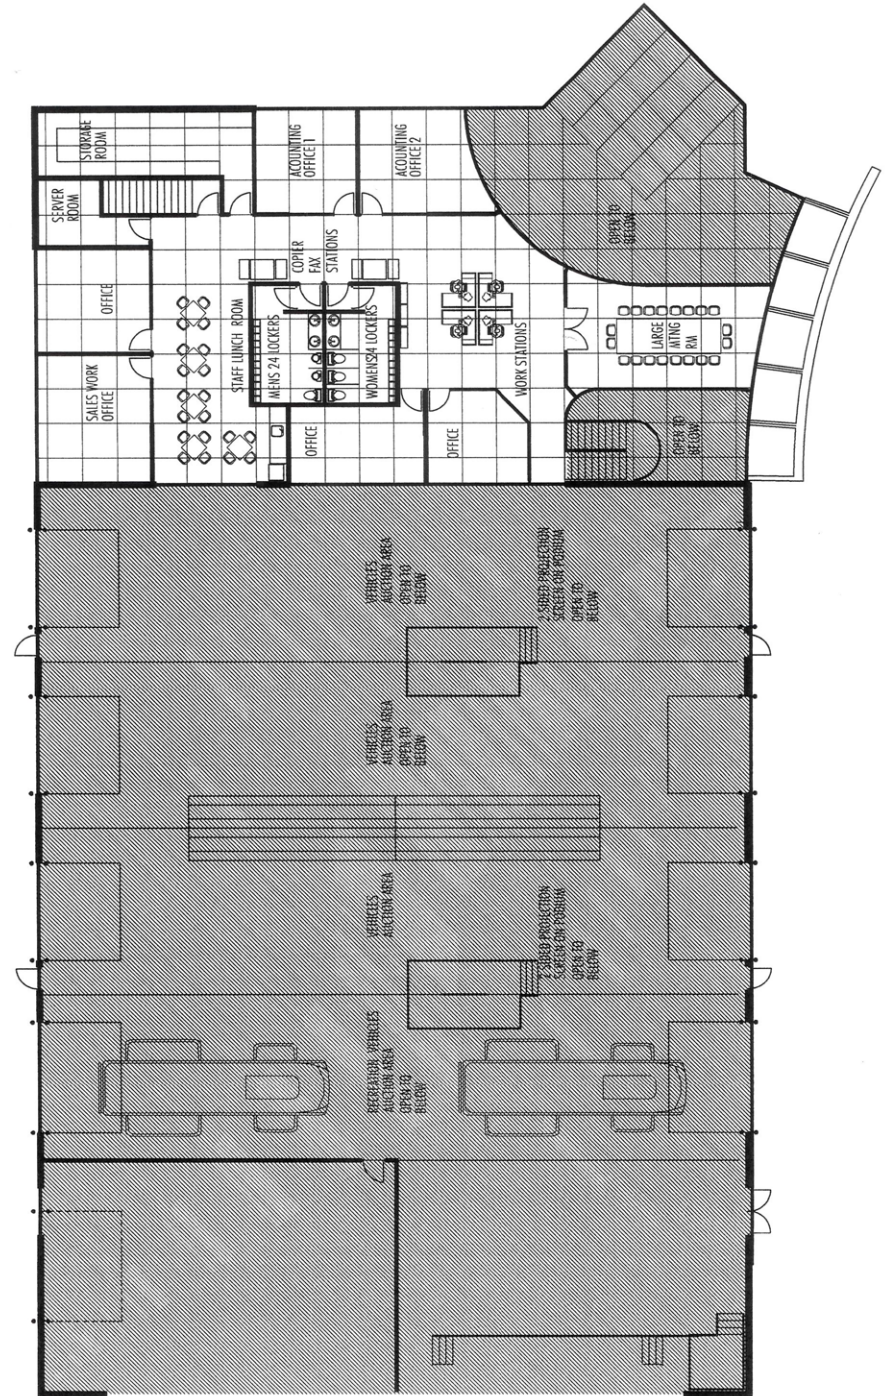 STORAGE
ROOM
SERVER
ROOM
OFFICE
SALES WORK
OFFICE
ACOUNTING
OFFICE 1
ACOUNTING
OFFICE 2
COPIER
FAX
STATIONS
STAFF LUNCH ROOM
MENS 24 LOCKERS
WOMENS24 LOCKERS
OFFICE
OFFICE
WORK STATIONS
OPEN TO
BELOW
LARGE
MTNG
RM
OPEN TO
BELOW
VEHICLES
AUCTION AREA
OPEN TO
BELOW
2 SIDED PROJECTION
SCREEN ON PODIUM
OPEN TO
BELOW
VEHICLES
AUCTION AREA
OPEN TO
BELOW
VEHICLES
AUCTION AREA
2 SIDED PROJECTION
SCREEN ON PODIUM
OPEN TO
BELOW
RECREATION VEHICLES
AUCTION AREA
OPEN TO
BELOW